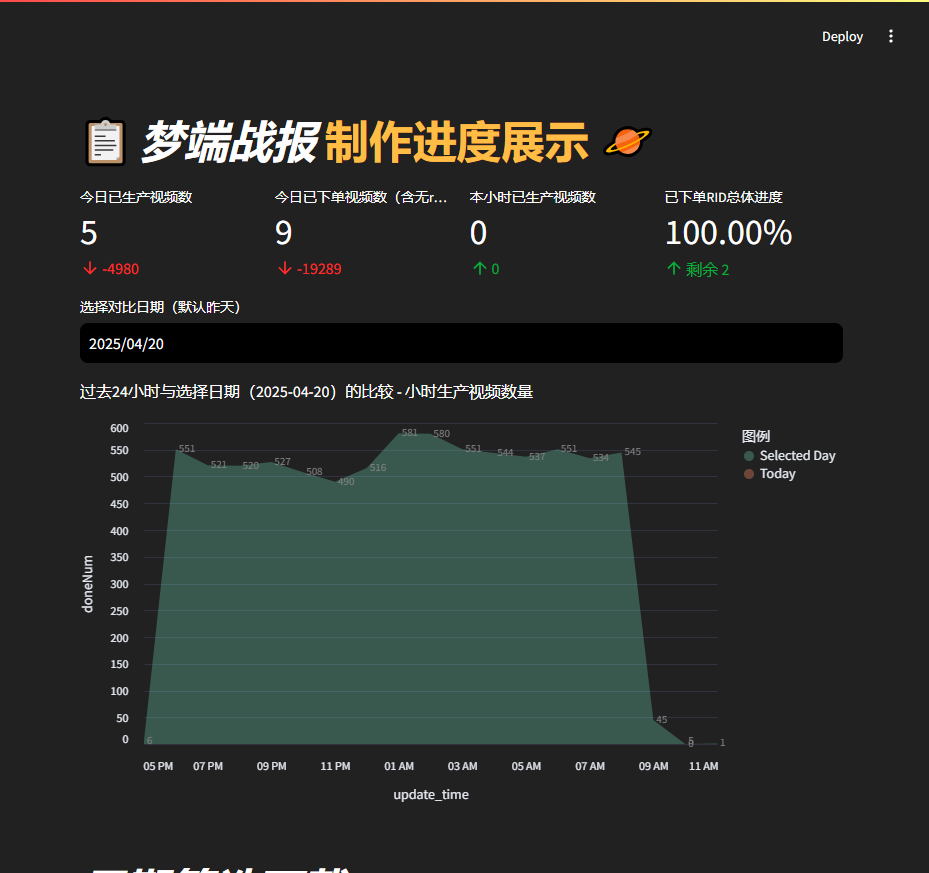 Deploy
梦端战报 制作进度展示
今日已生产视频数
5
-4980
今日已下单视频数（含无r...
9
-19289
本小时已生产视频数
0
0
已下单RID总体进度
100.00%
剩余 2
选择对比日期（默认昨天）
2025/04/20
过去24小时与选择日期（2025-04-20）的比较 - 小时生产视频数量
图例
Selected Day
Today
doneNum
600
550
500
450
400
350
300
250
200
150
100
50
0
6
551
521
520
527
508
490
516
581
580
551
544
537
551
534
545
45
5
0
1
05 PM 07 PM 09 PM 11 PM 01 AM 03 AM 05 AM 07 AM 09 AM 11 AM
update_time